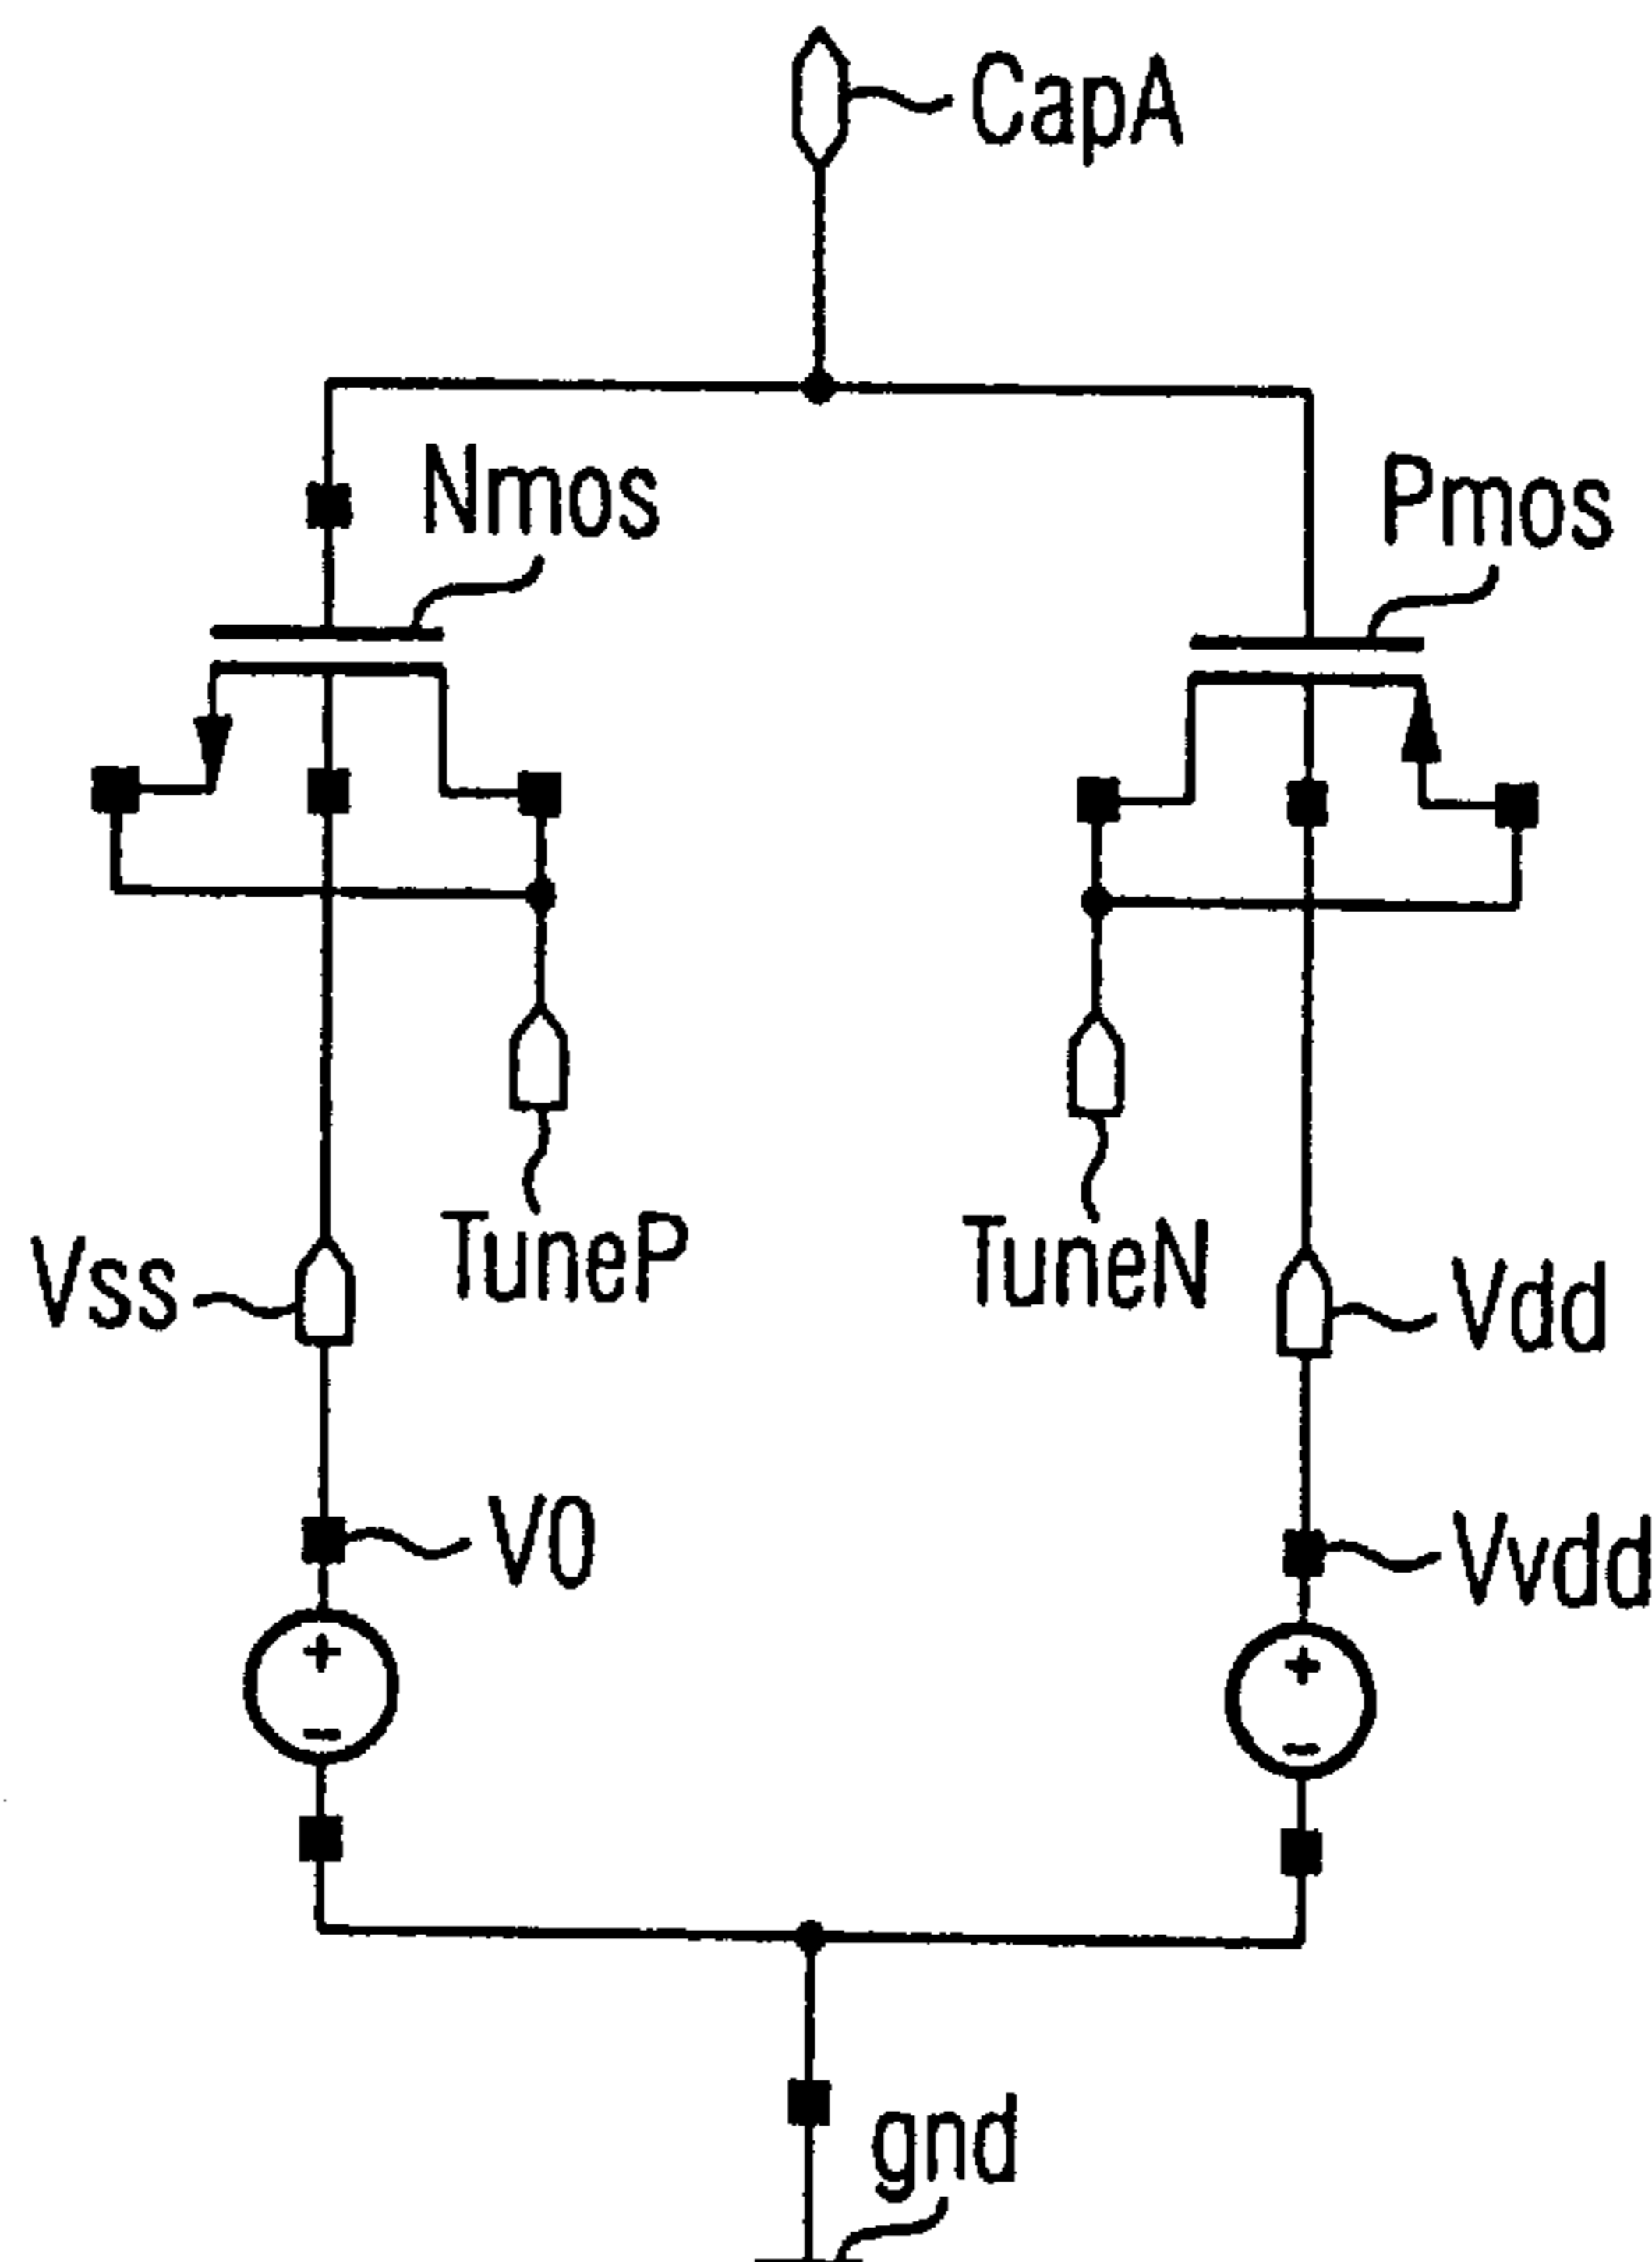 CapA
Nmos
Pmos
TuneP
TuneN
Vss
Vdd
V0
Vvdd
+
+
-
-
gnd